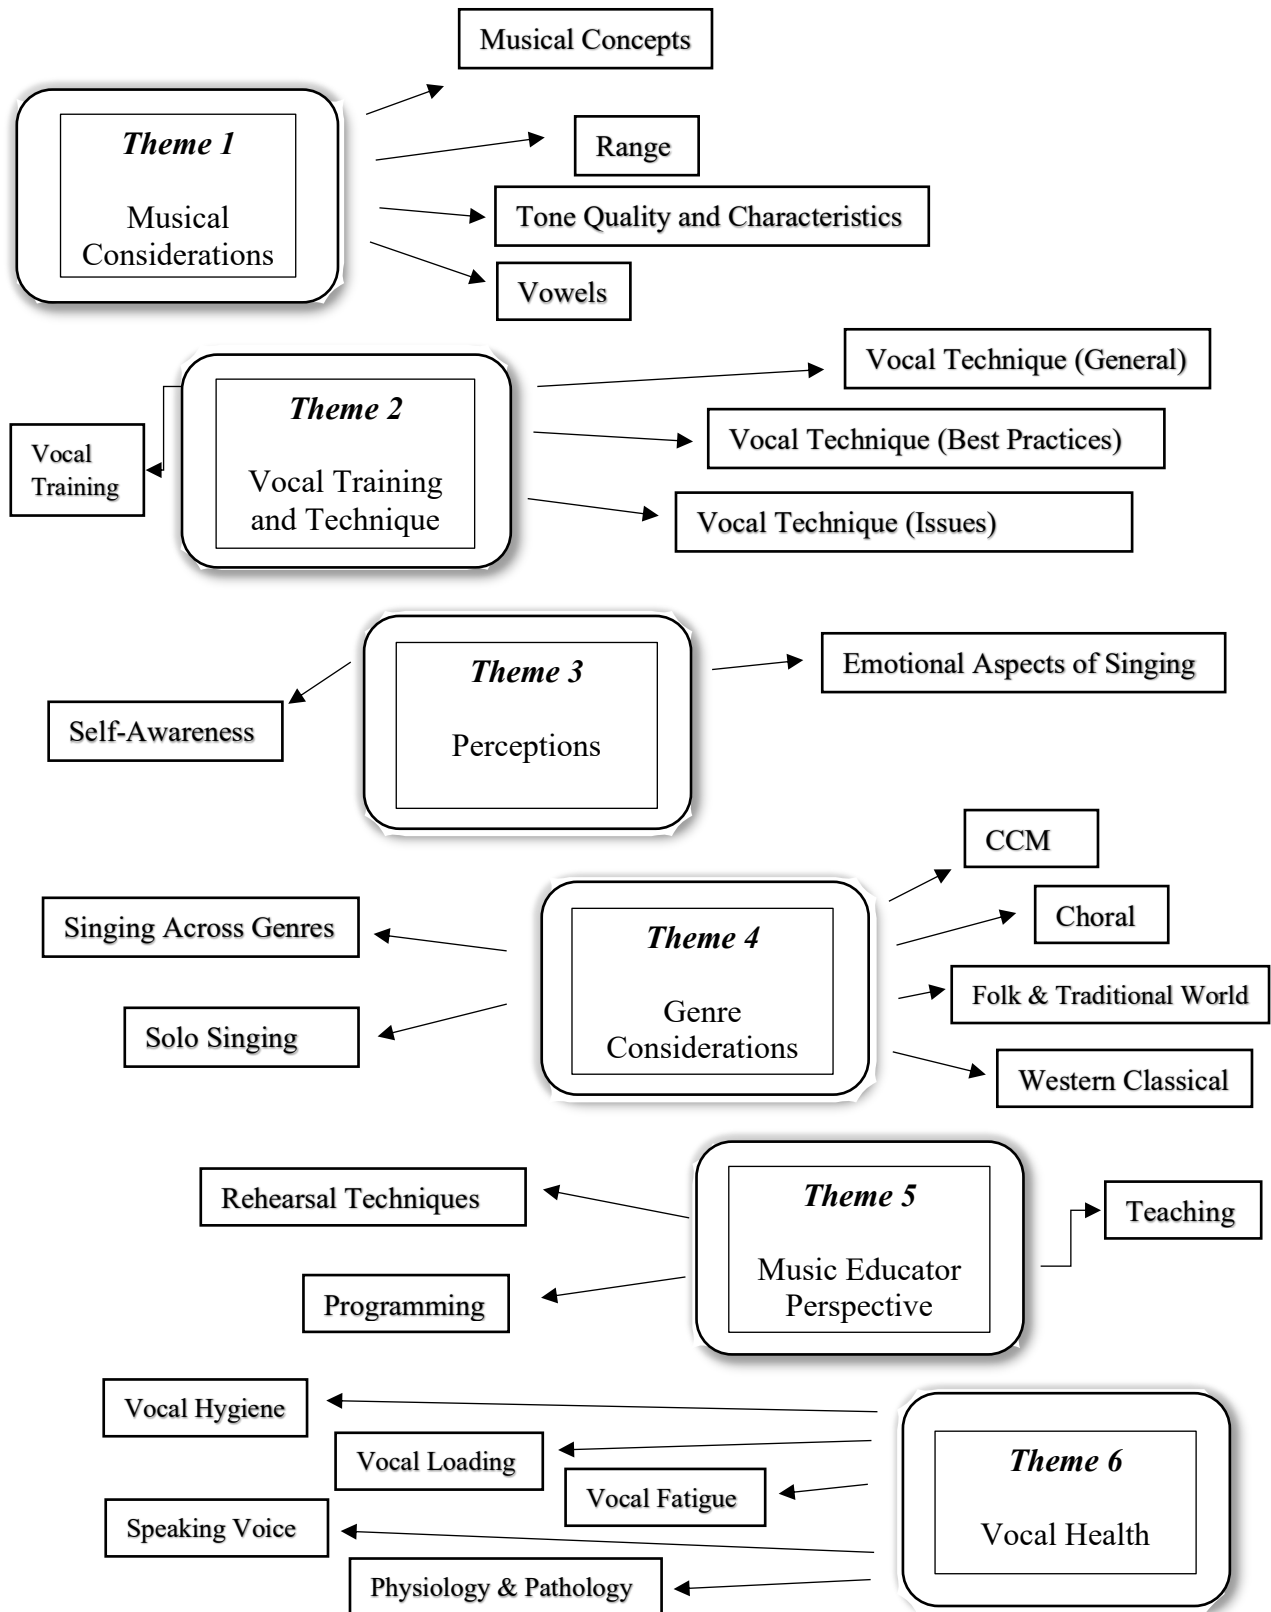 Musical Concepts
Theme 1
Musical
Considerations
Range
Tone Quality and Characteristics
Vowels
Theme 2
Vocal Training
and Technique
Vocal
Training
Vocal Technique (General)
Vocal Technique (Best Practices)
Vocal Technique (Issues)
Theme 3
Perceptions
Self-Awareness
Emotional Aspects of Singing
Theme 4
Genre
Considerations
Singing Across Genres
Solo Singing
CCM
Choral
Folk & Traditional World
Western Classical
Theme 5
Music Educator
Perspective
Rehearsal Techniques
Programming
Teaching
Theme 6
Vocal Health
Vocal Hygiene
Vocal Loading
Vocal Fatigue
Speaking Voice
Physiology & Pathology